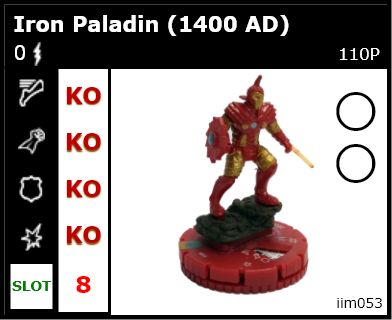 Iron Paladin (1400 AD)
0
110P
KO
KO
KO
KO
SLOT 8
iim053